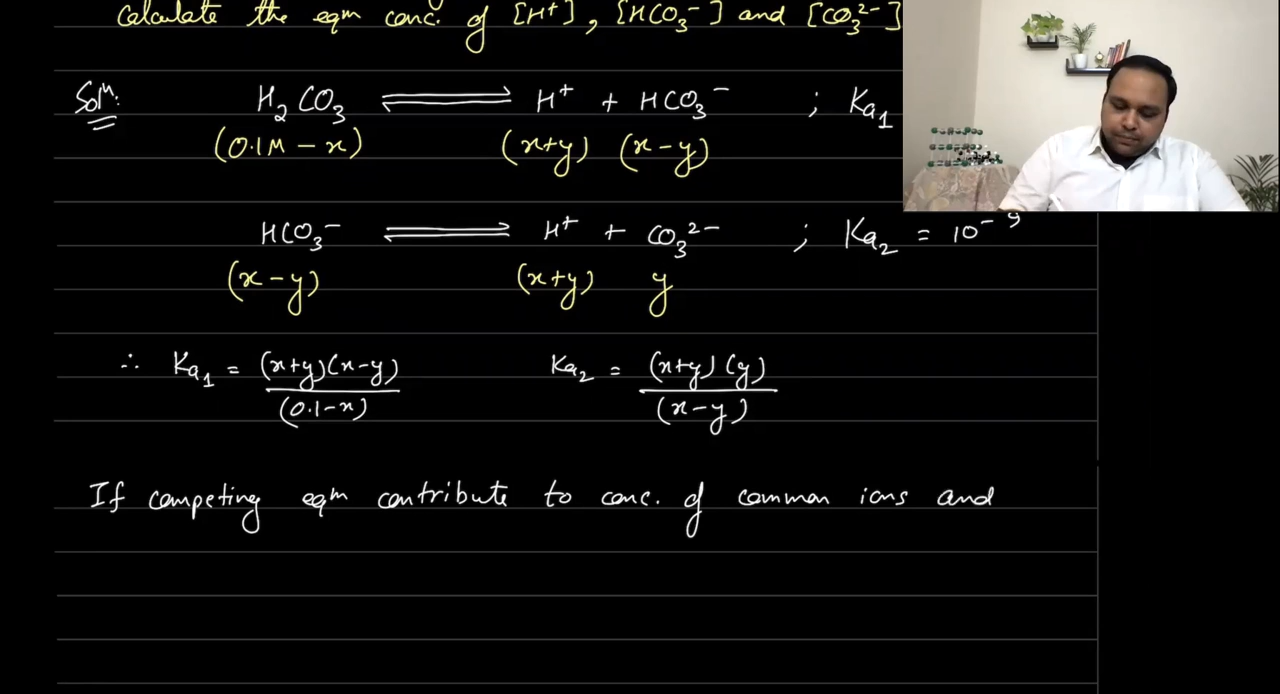 Calculate the eqm conc. of [H⁺], [HCO₃⁻] and [CO₃²⁻]
Solⁿ. H₂CO₃ ⇌ H⁺ + HCO₃⁻ ; Ka₁
(0.1M − x) (x+y) (x−y)
HCO₃⁻ ⇌ H⁺ + CO₃²⁻ ; Ka₂ = 10⁻⁹
(x−y) (x+y) y
∴ Ka₁ = (x+y)(x−y) / (0.1−x) Ka₂ = (x+y)(y) / (x−y)
If competing eqm contribute to conc. of common ions and